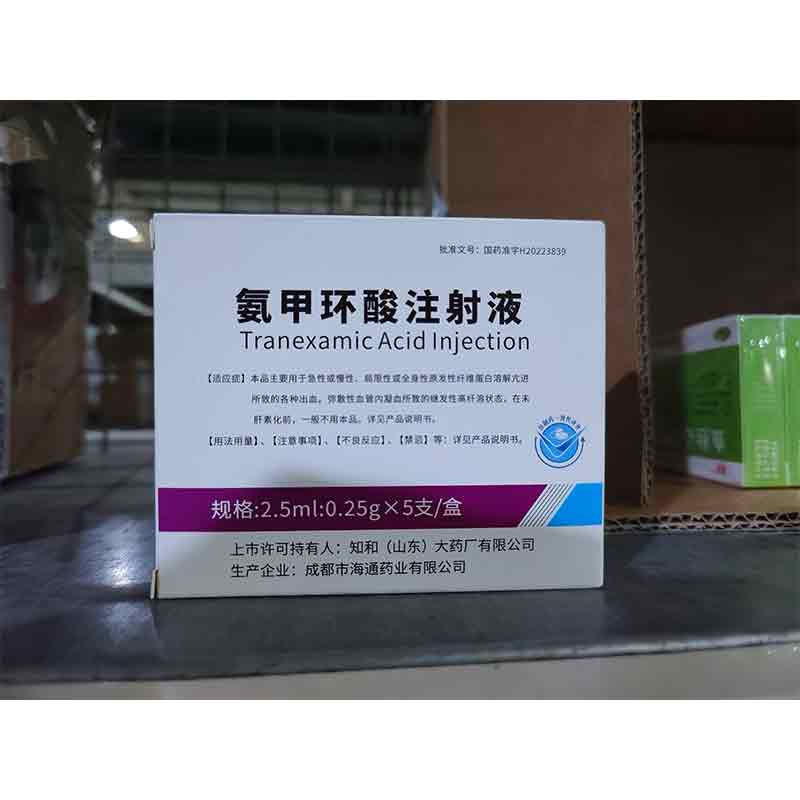 批准文号：国药准字H20223839
氨甲环酸注射液
Tranexamic Acid Injection
【适应症】本品主要用于急性或慢性、局限性或全身性原发性纤维蛋白溶解亢进
所致的各种出血。弥散性血管内凝血所致的继发性高纤溶状态，在未
肝素化前，一般不用本品。详见产品说明书。
【用法用量】、【注意事项】、【不良反应】、【禁忌】等：详见产品说明书。
规格:2.5ml:0.25g×5支/盒
上市许可持有人：知和（山东）大药厂有限公司
生产企业：成都市海通药业有限公司